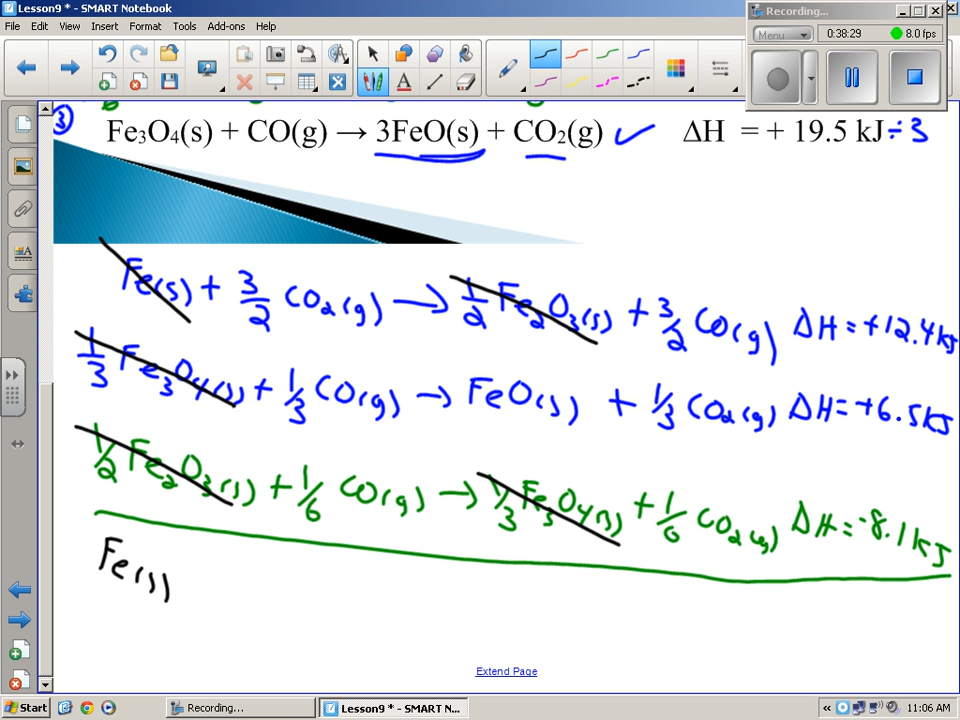 Lesson9 * - SMART Notebook
Recording...
File Edit View Insert Format Tools Add-ons Help
Menu 0:38:29 8.0 fps
③ Fe₃O₄(s) + CO(g) → 3FeO(s) + CO₂(g) ✓ ΔH = + 19.5 kJ ÷3
Fe(s) + 3/2 CO₂(g) → 1/2 Fe₂O₃(s) + 3/2 CO(g) ΔH = +12.4kJ
1/3 Fe₃O₄(s) + 1/3 CO(g) → FeO(s) + 1/3 CO₂(g) ΔH = +6.5kJ
1/2 Fe₂O₃(s) + 1/6 CO(g) → 1/3 Fe₃O₄(s) + 1/6 CO₂(g) ΔH = -8.1kJ
Fe(s)
Extend Page
Start Recording... Lesson9 * - SMART N... « 11:06 AM